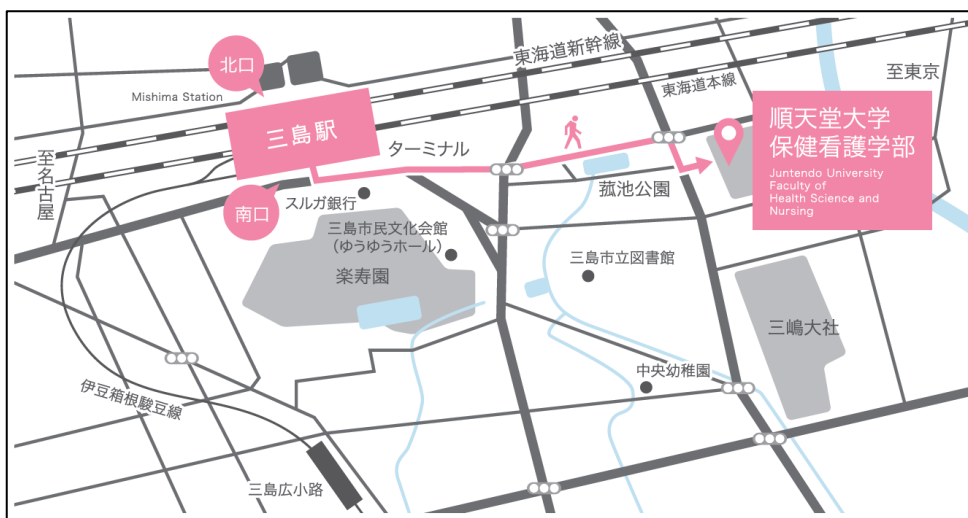 北口
東海道新幹線
至東京
Mishima Station
東海道本線
三島駅
順天堂大学
保健看護学部
Juntendo University
Faculty of
Health Science and
Nursing
ターミナル
至名古屋
菰池公園
スルガ銀行
南口
三島市民文化会館
（ゆうゆうホール）
三島市立図書館
楽寿園
三嶋大社
中央幼稚園
伊豆箱根駿豆線
三島広小路